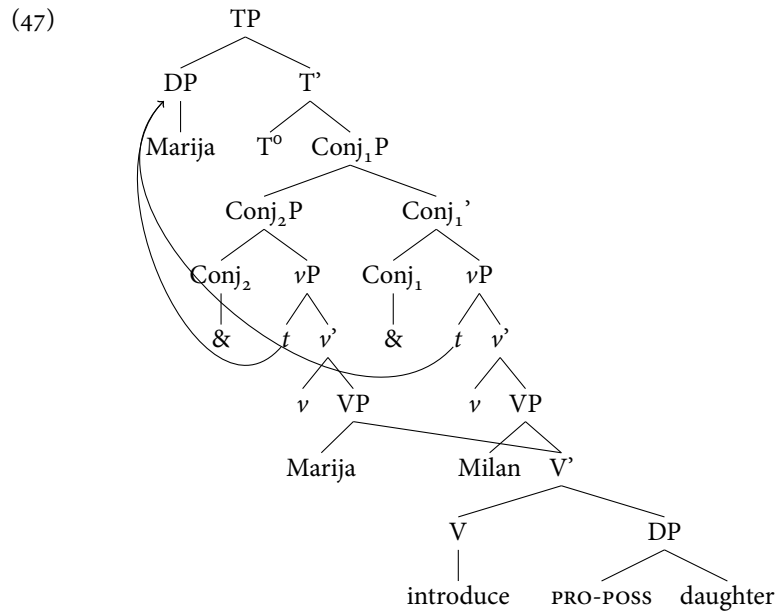 (47) TP
DP T’
Marija T⁰ Conj₁P
Conj₂P Conj₁’
Conj₂ vP Conj₁ vP
& t v’ & t v’
v VP v VP
Marija Milan V’
V DP
introduce PRO-POSS daughter